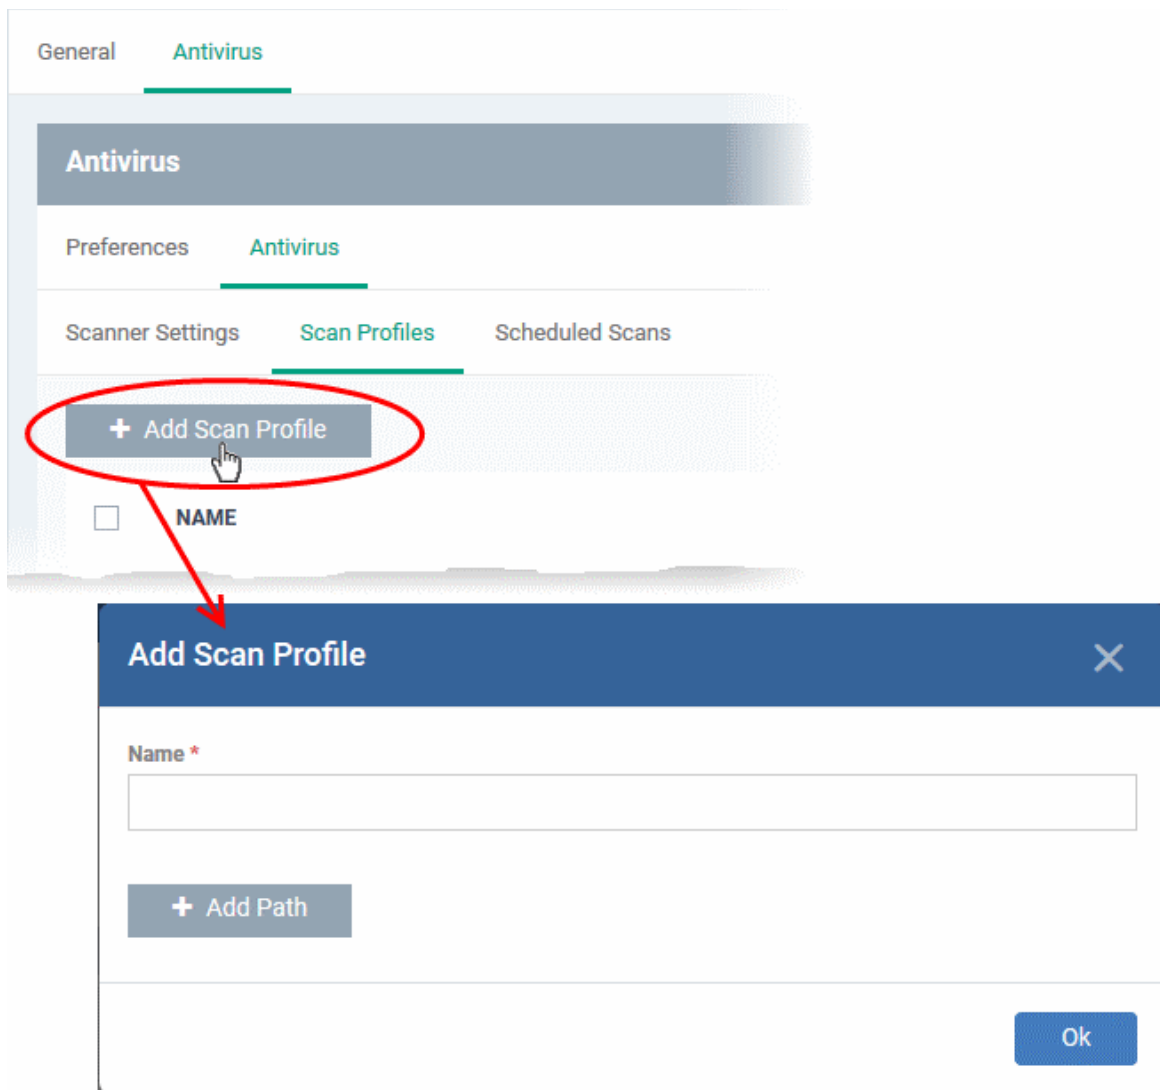 General Antivirus
Antivirus
Preferences Antivirus
Scanner Settings Scan Profiles Scheduled Scans
+ Add Scan Profile
NAME
Add Scan Profile
Name *
+ Add Path
Ok